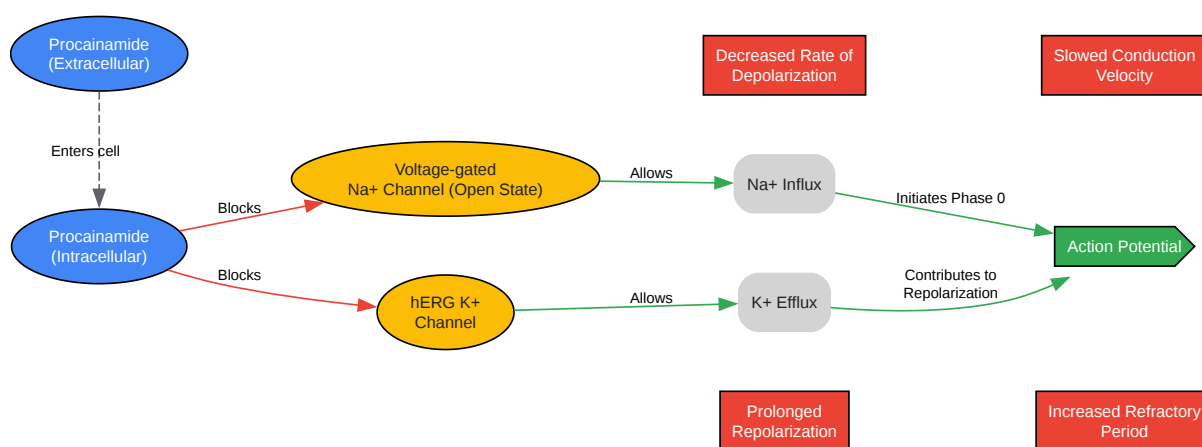 Procainamide
(Extracellular)
Decreased Rate of
Depolarization
Slowed Conduction
Velocity
Enters cell
Voltage-gated
Na+ Channel (Open State)
Allows
Na+ Influx
Initiates Phase 0
Blocks
Procainamide
(Intracellular)
Action Potential
Blocks
hERG K+
Channel
Allows
K+ Efflux
Contributes to
Repolarization
Prolonged
Repolarization
Increased Refractory
Period